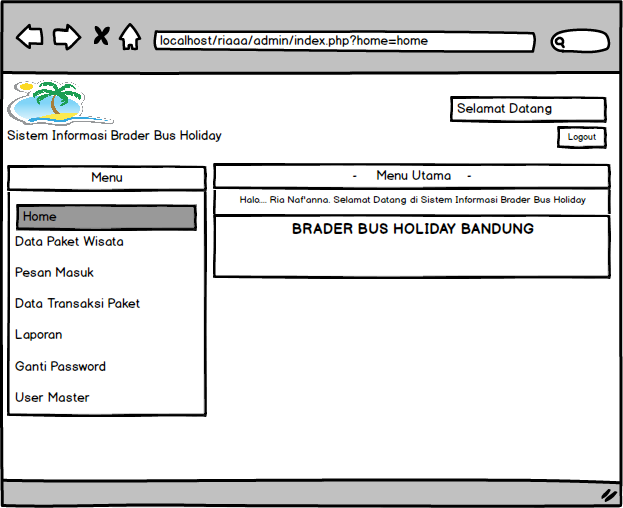 localhost/riaaa/admin/index.php?home=home
Selamat Datang
Sistem Informasi Brader Bus Holiday
Logout
Menu
Home
Data Paket Wisata
Pesan Masuk
Data Transaksi Paket
Laporan
Ganti Password
User Master
- Menu Utama -
Halo... Ria Naf'anna. Selamat Datang di Sistem Informasi Brader Bus Holiday
BRADER BUS HOLIDAY BANDUNG